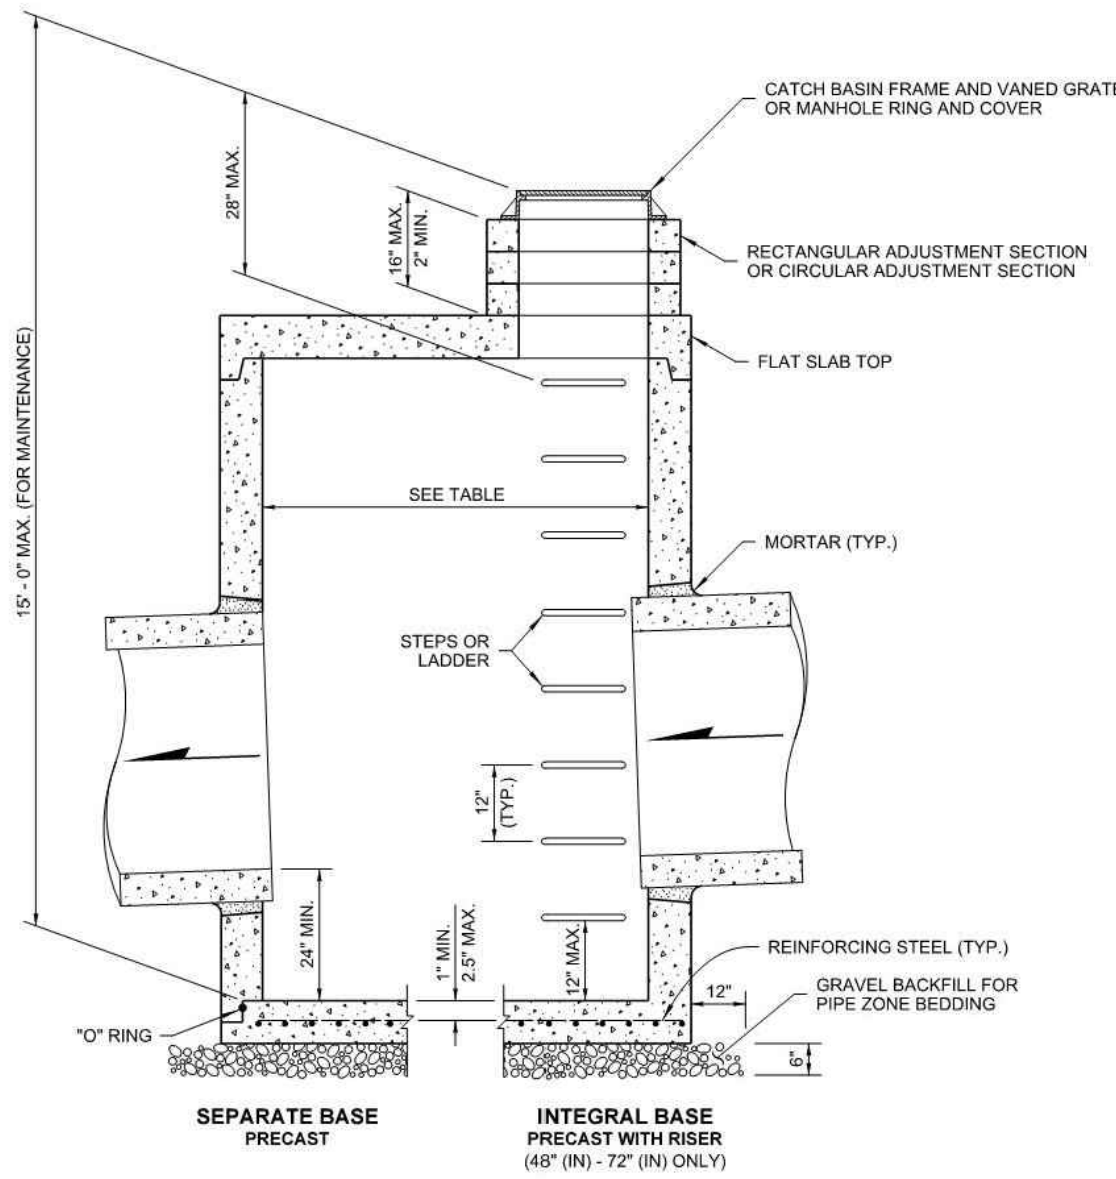 CATCH BASIN FRAME AND VANED GRATE
OR MANHOLE RING AND COVER
28" MAX.
16" MAX.
2" MIN.
RECTANGULAR ADJUSTMENT SECTION
OR CIRCULAR ADJUSTMENT SECTION
FLAT SLAB TOP
15' - 0" MAX. (FOR MAINTENANCE)
SEE TABLE
MORTAR (TYP.)
STEPS OR
LADDER
12"
(TYP.)
24" MIN.
1" MIN.
2.5" MAX.
12" MAX.
REINFORCING STEEL (TYP.)
12"
GRAVEL BACKFILL FOR
PIPE ZONE BEDDING
"O" RING
6"
SEPARATE BASE
PRECAST
INTEGRAL BASE
PRECAST WITH RISER
(48" (IN) - 72" (IN) ONLY)